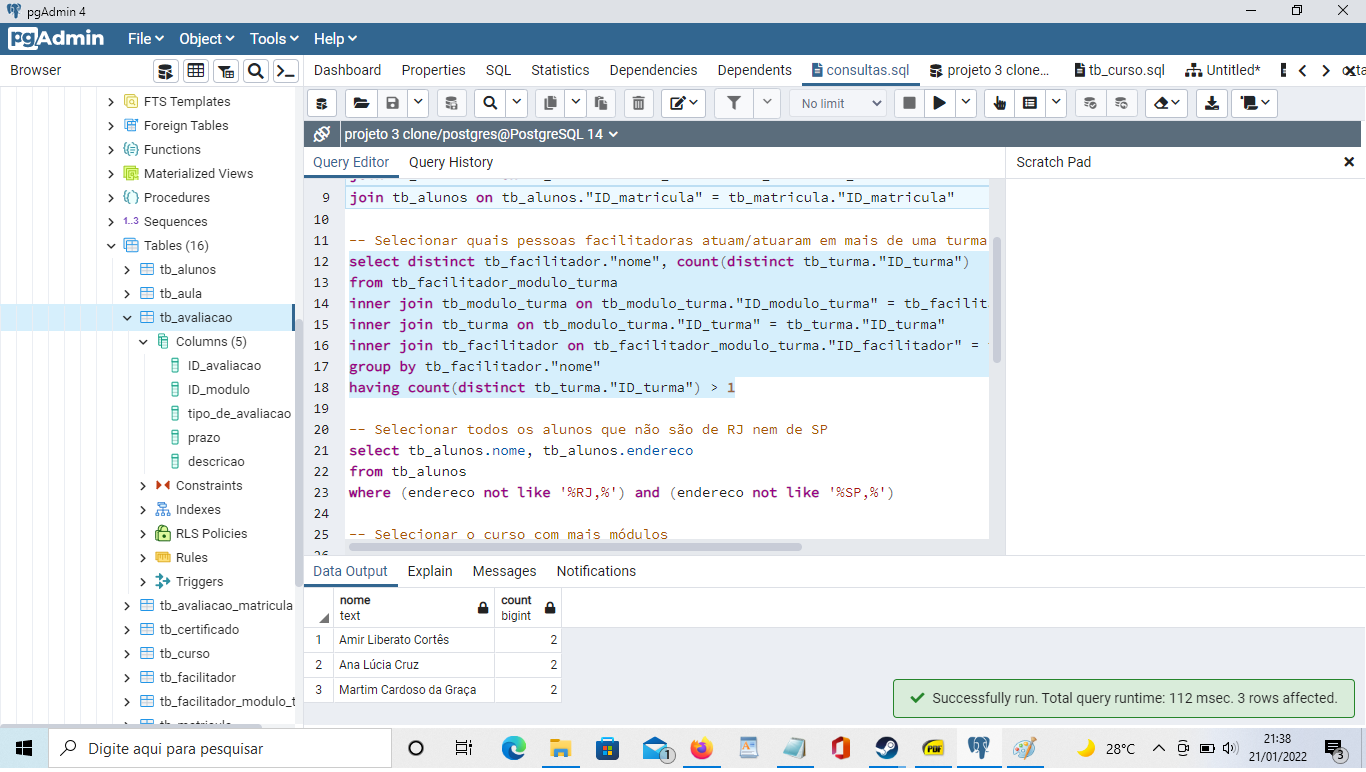 pgAdmin 4
pgAdmin File Object Tools Help
Browser
Dashboard Properties SQL Statistics Dependencies Dependents consultas.sql projeto 3 clone... tb_curso.sql Untitled*
No limit
projeto 3 clone/postgres@PostgreSQL 14
Query Editor Query History
Scratch Pad
FTS Templates
Foreign Tables
Functions
Materialized Views
Procedures
1..3 Sequences
Tables (16)
tb_alunos
tb_aula
tb_avaliacao
Columns (5)
ID_avaliacao
ID_modulo
tipo_de_avaliacao
prazo
descricao
Constraints
Indexes
RLS Policies
Rules
Triggers
tb_avaliacao_matricula
tb_certificado
tb_curso
tb_facilitador
tb_facilitador_modulo_t
9 join tb_alunos on tb_alunos."ID_matricula" = tb_matricula."ID_matricula"
10
11 -- Selecionar quais pessoas facilitadoras atuam/atuaram em mais de uma turma
12 select distinct tb_facilitador."nome", count(distinct tb_turma."ID_turma")
13 from tb_facilitador_modulo_turma
14 inner join tb_modulo_turma on tb_modulo_turma."ID_modulo_turma" = tb_facilit
15 inner join tb_turma on tb_modulo_turma."ID_turma" = tb_turma."ID_turma"
16 inner join tb_facilitador on tb_facilitador_modulo_turma."ID_facilitador" =
17 group by tb_facilitador."nome"
18 having count(distinct tb_turma."ID_turma") > 1
19
20 -- Selecionar todos os alunos que não são de RJ nem de SP
21 select tb_alunos.nome, tb_alunos.endereco
22 from tb_alunos
23 where (endereco not like '%RJ,%') and (endereco not like '%SP,%')
24
25 -- Selecionar o curso com mais módulos
Data Output Explain Messages Notifications
nome
text
count
bigint
1 Amir Liberato Cortês 2
2 Ana Lúcia Cruz 2
3 Martim Cardoso da Graça 2
Successfully run. Total query runtime: 112 msec. 3 rows affected.
Digite aqui para pesquisar
1
PDF
28°C
21:38
21/01/2022
3